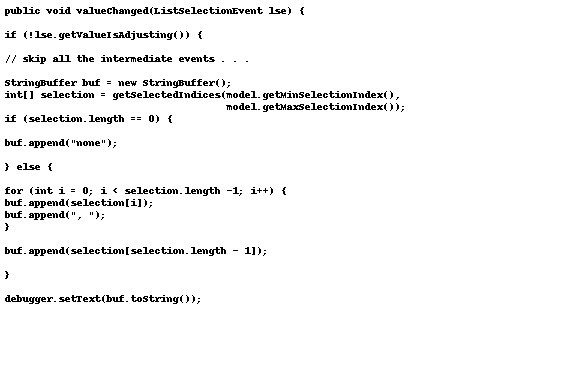 public void valueChanged(ListSelectionEvent lse) {
if (!lse.getValueIsAdjusting()) {
// skip all the intermediate events . . .
StringBuffer buf = new StringBuffer();
int[] selection = getSelectedIndices(model.getMinSelectionIndex(),
model.getMaxSelectionIndex());
if (selection.length == 0) {
buf.append("none");
} else {
for (int i = 0; i < selection.length -1; i++) {
buf.append(selection[i]);
buf.append(", ");
}
buf.append(selection[selection.length - 1]);
}
debugger.setText(buf.toString());